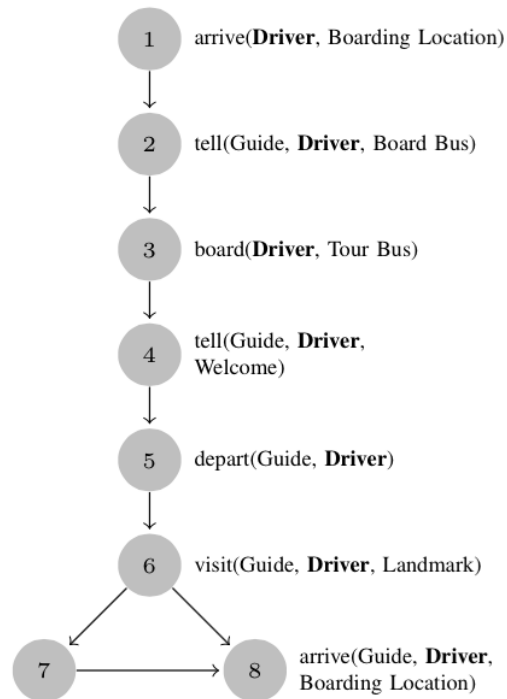 1 arrive(Driver, Boarding Location)
2 tell(Guide, Driver, Board Bus)
3 board(Driver, Tour Bus)
4 tell(Guide, Driver,
Welcome)
5 depart(Guide, Driver)
6 visit(Guide, Driver, Landmark)
7 8 arrive(Guide, Driver,
Boarding Location)